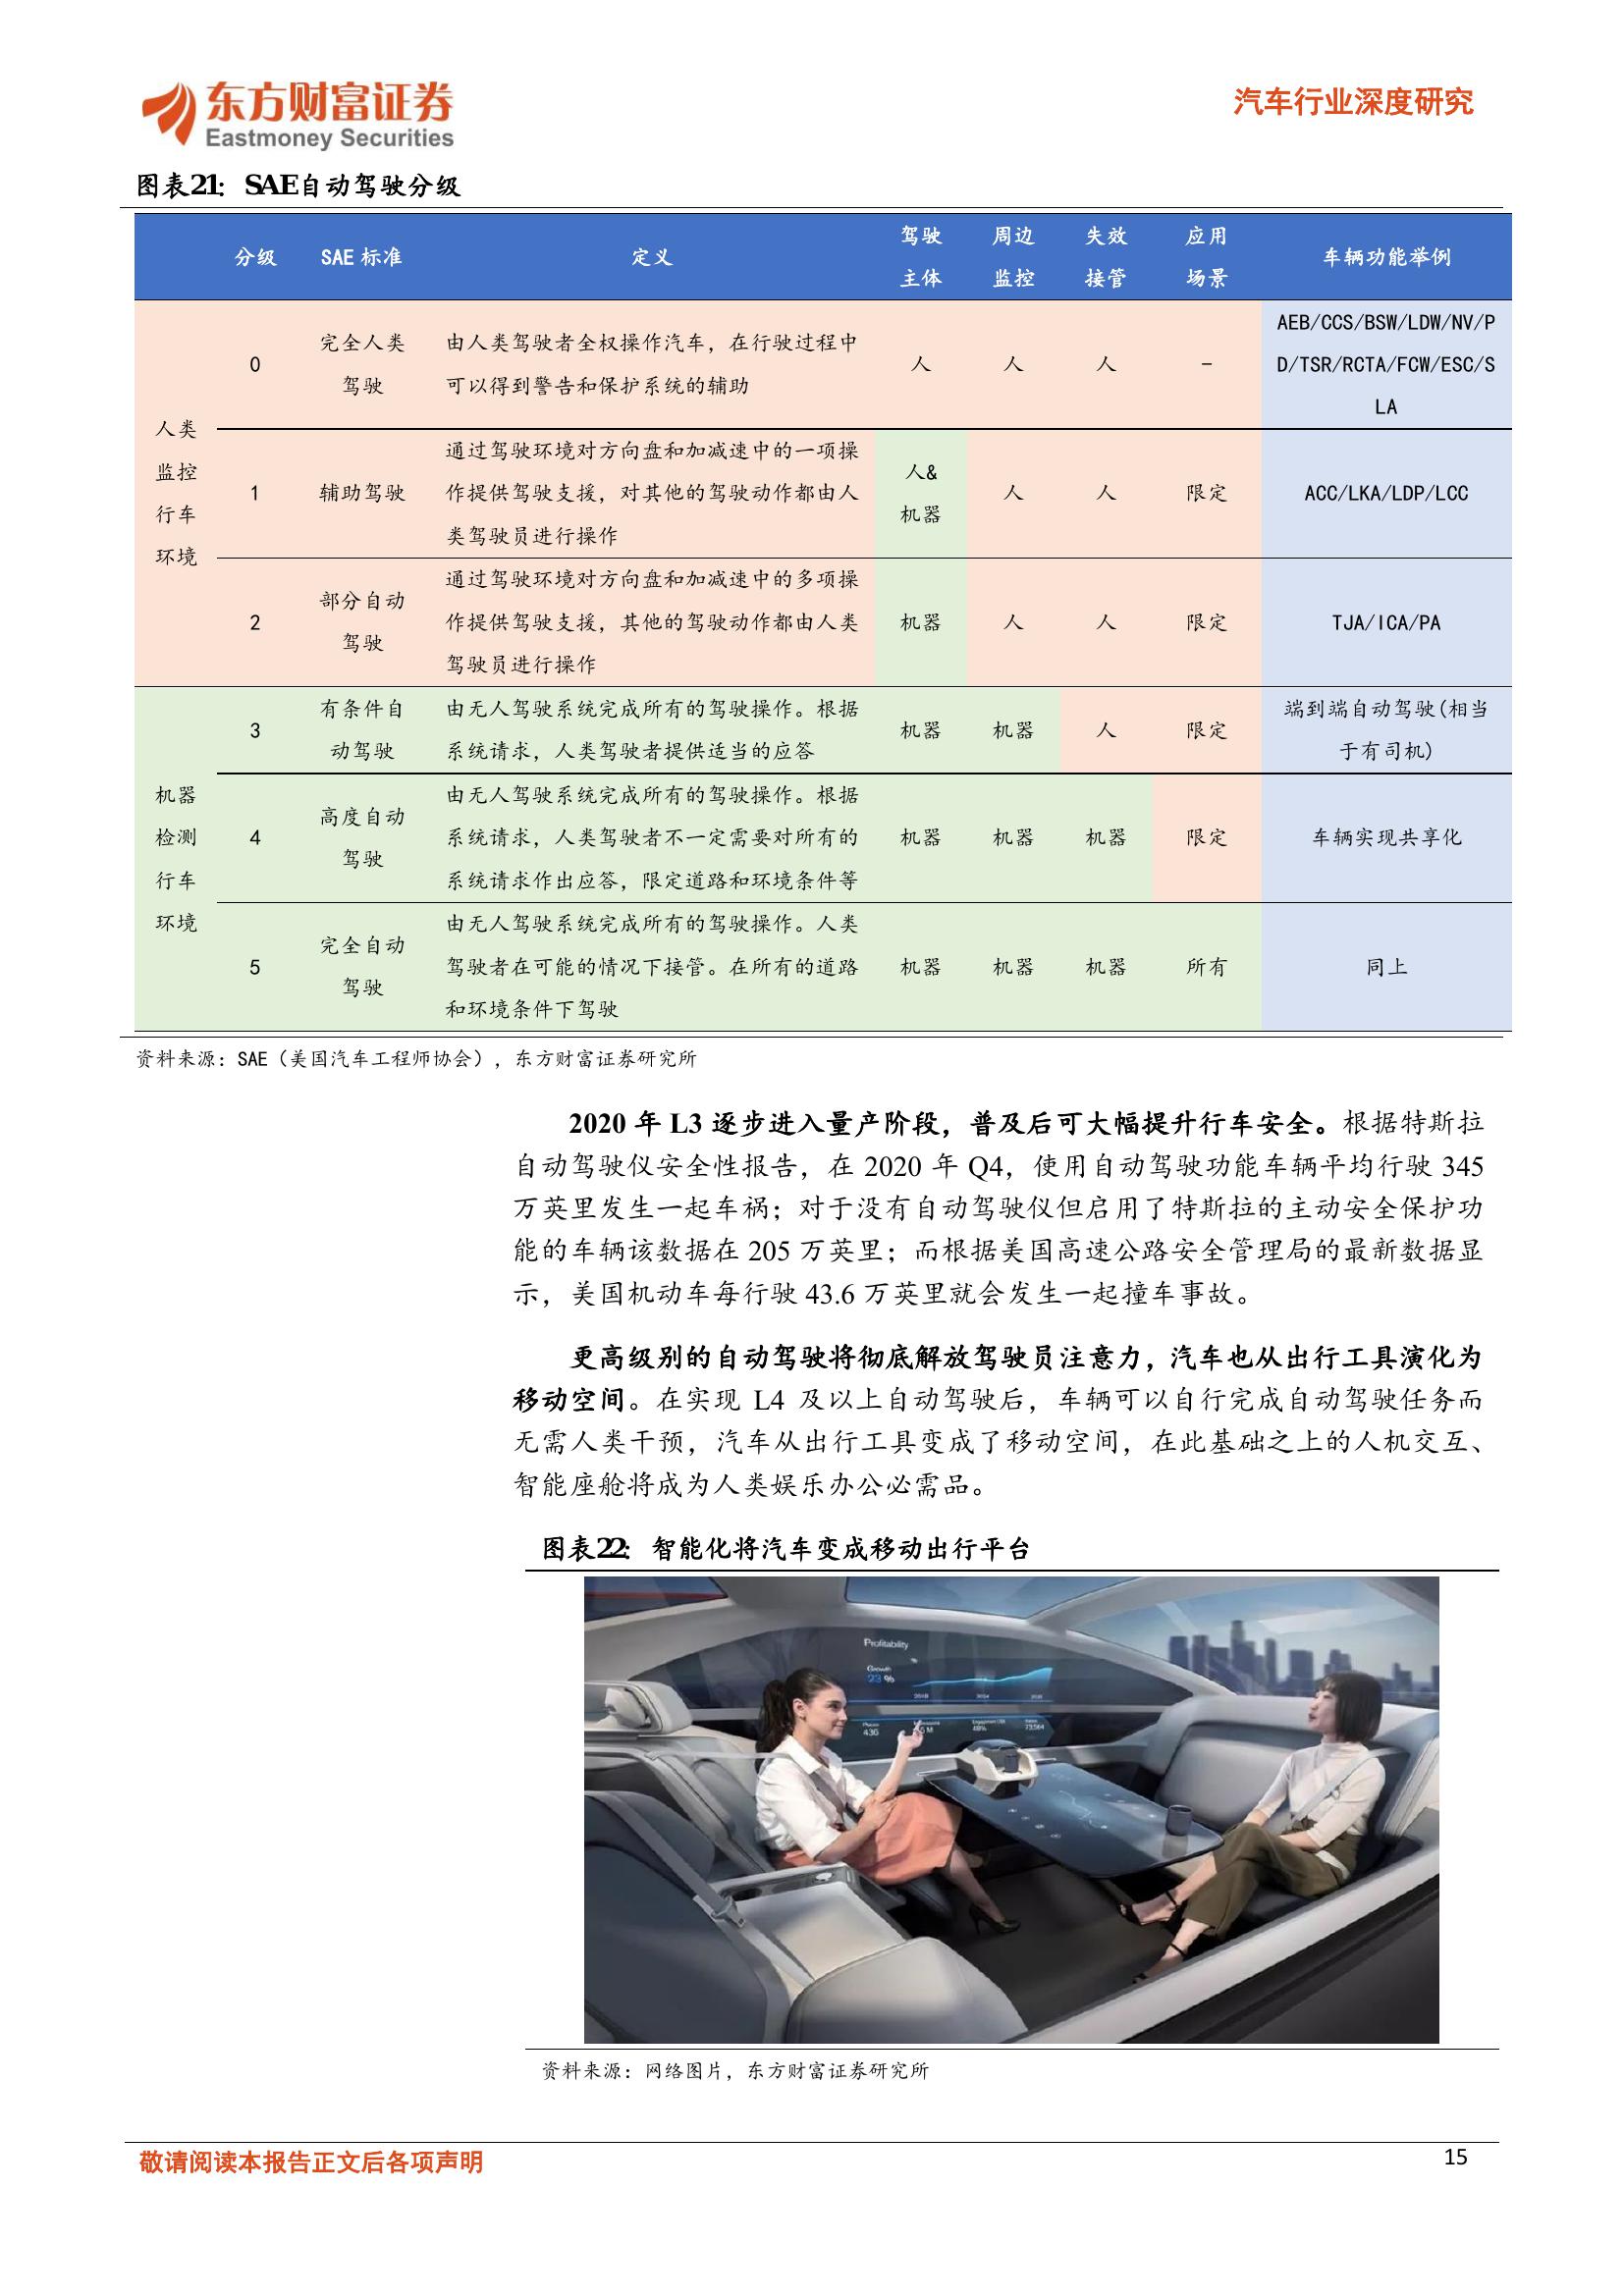 东方财富证券
Eastmoney Securities
汽车行业深度研究
图表21： SAE自动驾驶分级
分级 SAE 标准 定义 驾驶主体 周边监控 失效接管 应用场景 车辆功能举例
人类监控行车环境
0 完全人类驾驶 由人类驾驶者全权操作汽车，在行驶过程中可以得到警告和保护系统的辅助 人 人 人 - AEB/CCS/BSW/LDW/NV/PD/TSR/RCTA/FCW/ESC/SLA
1 辅助驾驶 通过驾驶环境对方向盘和加减速中的一项操作提供驾驶支援，对其他的驾驶动作都由人类驾驶员进行操作 人&机器 人 人 限定 ACC/LKA/LDP/LCC
2 部分自动驾驶 通过驾驶环境对方向盘和加减速中的多项操作提供驾驶支援，其他的驾驶动作都由人类驾驶员进行操作 机器 人 人 限定 TJA/ICA/PA
机器检测行车环境
3 有条件自动驾驶 由无人驾驶系统完成所有的驾驶操作。根据系统请求，人类驾驶者提供适当的应答 机器 机器 人 限定 端到端自动驾驶(相当于有司机)
4 高度自动驾驶 由无人驾驶系统完成所有的驾驶操作。根据系统请求，人类驾驶者不一定需要对所有的系统请求作出应答，限定道路和环境条件等 机器 机器 机器 限定 车辆实现共享化
5 完全自动驾驶 由无人驾驶系统完成所有的驾驶操作。人类驾驶者在可能的情况下接管。在所有的道路和环境条件下驾驶 机器 机器 机器 所有 同上
资料来源：SAE（美国汽车工程师协会），东方财富证券研究所
2020 年 L3 逐步进入量产阶段，普及后可大幅提升行车安全。根据特斯拉
自动驾驶仪安全性报告，在 2020 年 Q4，使用自动驾驶功能车辆平均行驶 345
万英里发生一起车祸；对于没有自动驾驶仪但启用了特斯拉的主动安全保护功
能的车辆该数据在 205 万英里；而根据美国高速公路安全管理局的最新数据显
示，美国机动车每行驶 43.6 万英里就会发生一起撞车事故。
更高级别的自动驾驶将彻底解放驾驶员注意力，汽车也从出行工具演化为
移动空间。在实现 L4 及以上自动驾驶后，车辆可以自行完成自动驾驶任务而
无需人类干预，汽车从出行工具变成了移动空间，在此基础之上的人机交互、
智能座舱将成为人类娱乐办公必需品。
图表22： 智能化将汽车变成移动出行平台
Profitability
Growth
23 %
436
48%
73,564
资料来源：网络图片，东方财富证券研究所
敬请阅读本报告正文后各项声明
15